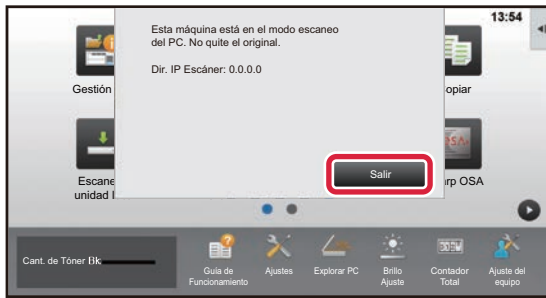 Esta máquina está en el modo escaneo
del PC. No quite el original.
Dir. IP Escáner: 0.0.0.0
13:54
Gestión
opiar
Salir
Escane
unidad
rp OSA
Cant. de Tóner Bk
Guía de
Funcionamiento
Ajustes
Explorar PC
Brillo
Ajuste
Contador
Total
Ajuste del
equipo